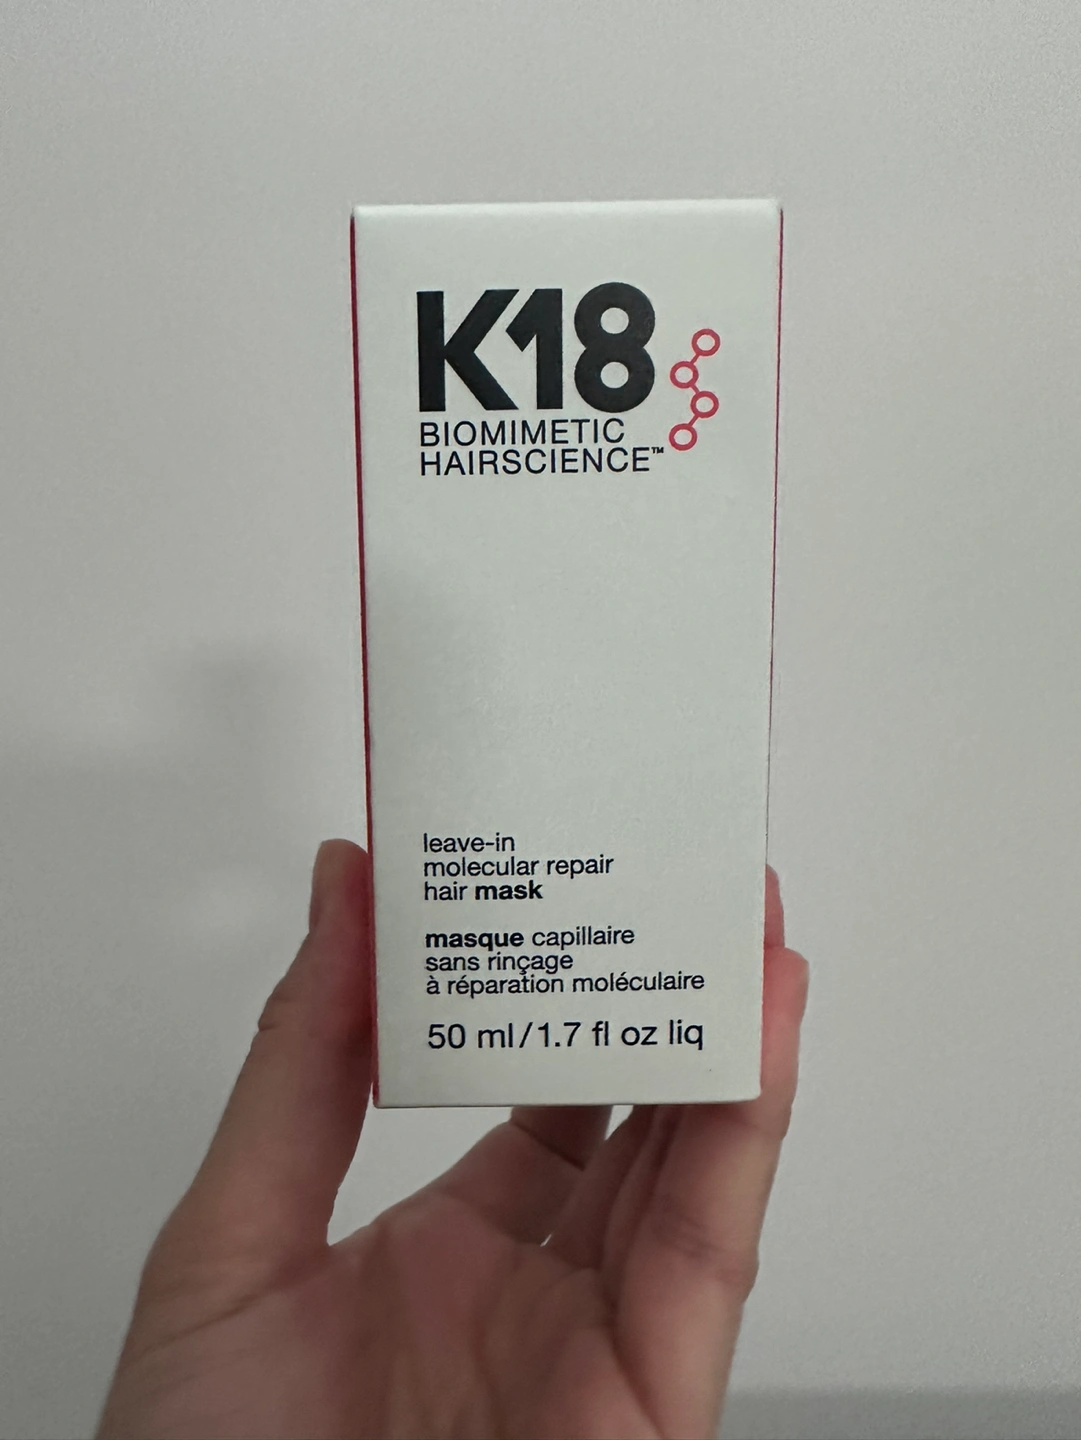 K18
BIOMIMETIC
HAIRSCIENCE™
leave-in
molecular repair
hair mask
masque capillaire
sans rinçage
à réparation moléculaire
50 ml/1.7 fl oz liq